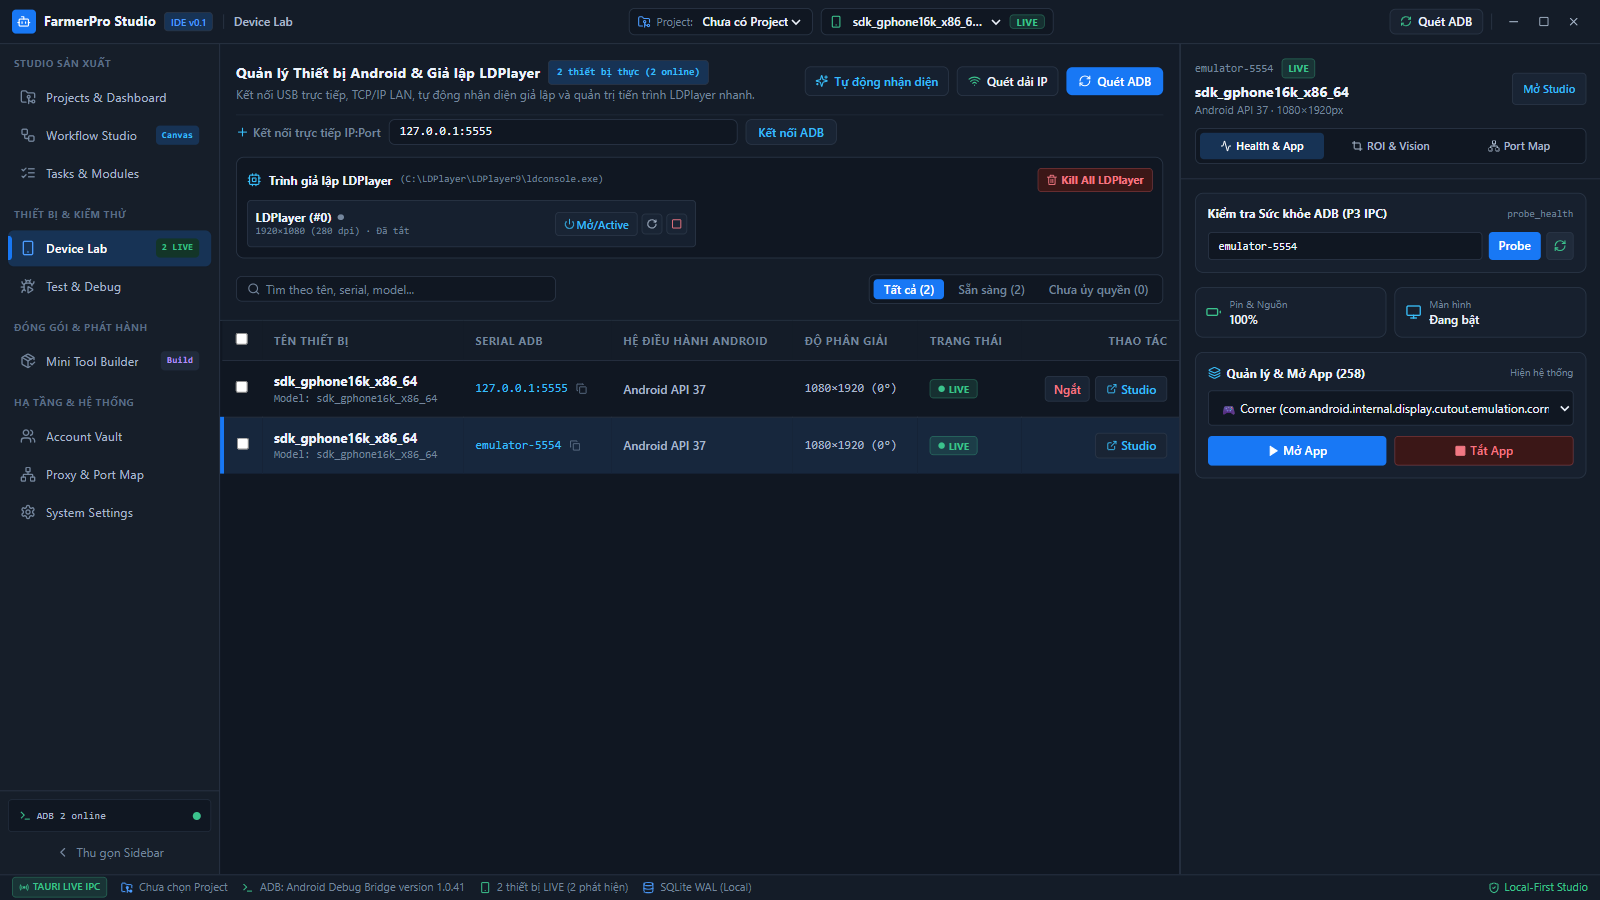 FarmerPro Studio
IDE v0.1
Device Lab
Project: Chưa có Project
sdk_gphone16k_x86_6...
LIVE
Quét ADB
STUDIO SẢN XUẤT
Projects & Dashboard
Workflow Studio
Canvas
Tasks & Modules
THIẾT BỊ & KIỂM THỬ
Device Lab
2 LIVE
Test & Debug
ĐÓNG GÓI & PHÁT HÀNH
Mini Tool Builder
Build
HẠ TẦNG & HỆ THỐNG
Account Vault
Proxy & Port Map
System Settings
ADB 2 online
Thu gọn Sidebar
Quản lý Thiết bị Android & Giả lập LDPlayer
2 thiết bị thực (2 online)
Kết nối USB trực tiếp, TCP/IP LAN, tự động nhận diện giả lập và quản trị tiến trình LDPlayer nhanh.
Tự động nhận diện
Quét dải IP
Quét ADB
Kết nối trực tiếp IP:Port
127.0.0.1:5555
Kết nối ADB
Trình giả lập LDPlayer
(C:\LDPlayer\LDPlayer9\ldconsole.exe)
Kill All LDPlayer
LDPlayer (#0)
1920×1080 (280 dpi) · Đã tắt
Mở/Active
Tìm theo tên, serial, model...
Tất cả (2)
Sẵn sàng (2)
Chưa ủy quyền (0)
TÊN THIẾT BỊ
SERIAL ADB
HỆ ĐIỀU HÀNH ANDROID
ĐỘ PHÂN GIẢI
TRẠNG THÁI
THAO TÁC
sdk_gphone16k_x86_64
Model: sdk_gphone16k_x86_64
127.0.0.1:5555
Android API 37
1080×1920 (0°)
LIVE
Ngắt
Studio
sdk_gphone16k_x86_64
Model: sdk_gphone16k_x86_64
emulator-5554
Android API 37
1080×1920 (0°)
LIVE
Studio
emulator-5554
LIVE
sdk_gphone16k_x86_64
Android API 37 · 1080×1920px
Mở Studio
Health & App
ROI & Vision
Port Map
Kiểm tra Sức khỏe ADB (P3 IPC)
probe_health
emulator-5554
Probe
Pin & Nguồn
100%
Màn hình
Đang bật
Quản lý & Mở App (258)
Hiện hệ thống
Corner (com.android.internal.display.cutout.emulation.corn
Mở App
Tắt App
TAURI LIVE IPC
Chưa chọn Project
ADB: Android Debug Bridge version 1.0.41
2 thiết bị LIVE (2 phát hiện)
SQLite WAL (Local)
Local-First Studio